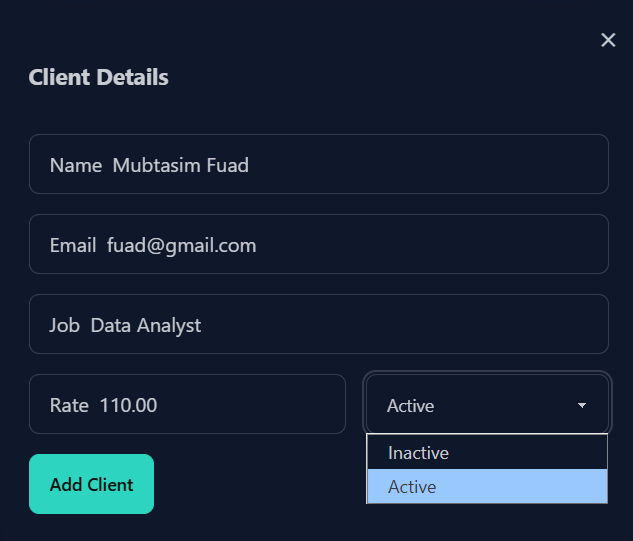 ×
Client Details
Name Mubtasim Fuad
Email fuad@gmail.com
Job Data Analyst
Rate 110.00
Active
Inactive
Active
Add Client